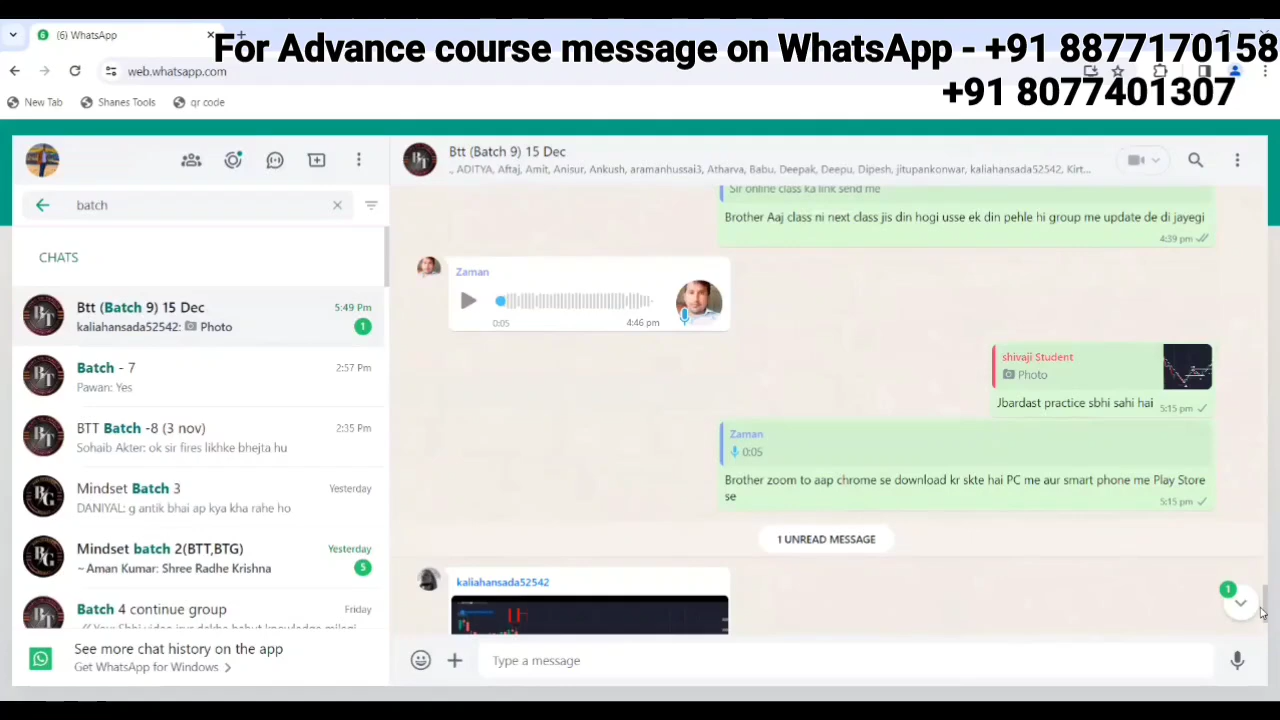 (6) WhatsApp
For Advance course message on WhatsApp - +91 8877170158
+91 8077401307
web.whatsapp.com
New Tab
Shanes Tools
qr code
batch
CHATS
Btt (Batch 9) 15 Dec
5:49 Pm
kaliahansada52542: Photo
1
Batch - 7
2:57 Pm
Pawan: Yes
BTT Batch -8 (3 nov)
2:35 Pm
Sohaib Akter: ok sir fires likhke bhejta hu
Mindset Batch 3
Yesterday
DANIYAL: g antik bhai ap kya kha rahe ho
Mindset batch 2(BTT,BTG)
Yesterday
~ Aman Kumar: Shree Radhe Krishna
5
Batch 4 continue group
Friday
See more chat history on the app
Get WhatsApp for Windows >
Btt (Batch 9) 15 Dec
., ADITYA, Aftaj, Amit, Anisur, Ankush, aramanhussai3, Atharva, Babu, Deepak, Deepu, Dipesh, jitupankonwar, kaliahansada52542, Kirt...
Sir online class ka link send me
Brother Aaj class ni next class jis din hogi usse ek din pehle hi group me update de di jayegi
4:39 pm
Zaman
0:05
4:46 pm
shivaji Student
Photo
Jbardast practice sbhi sahi hai
5:15 pm
Zaman
0:05
Brother zoom to aap chrome se download kr skte hai PC me aur smart phone me Play Store
se
5:15 pm
1 UNREAD MESSAGE
kaliahansada52542
1
Type a message